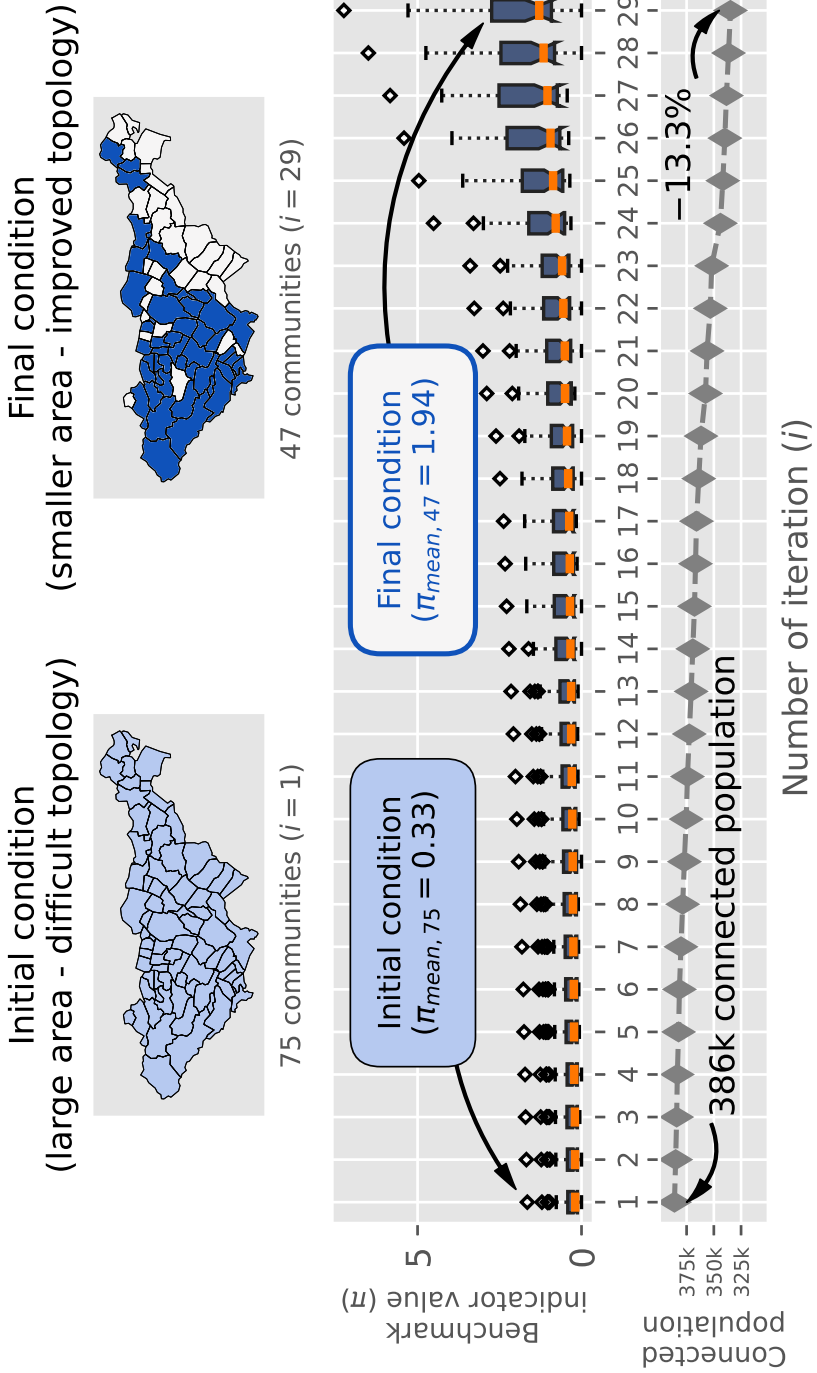 Initial condition
(large area - difficult topology)
Final condition
(smaller area - improved topology)
75 communities (i = 1)
47 communities (i = 29)
Benchmark
indicator value (π)
5
0
Initial condition
(π mean, 75 = 0.33)
Final condition
(π mean, 47 = 1.94)
1 2 3 4 5 6 7 8 9 10 11 12 13 14 15 16 17 18 19 20 21 22 23 24 25 26 27 28 29
Connected
population
375k
350k
325k
386k connected population
−13.3%
Number of iteration (i)